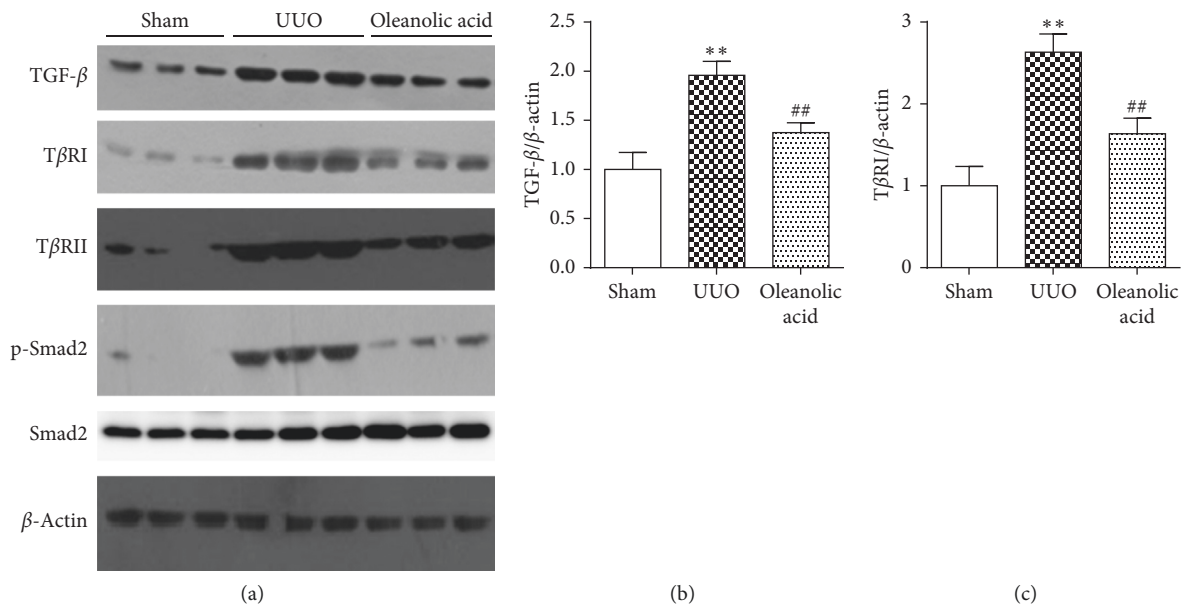 Sham UUO Oleanolic acid
TGF-β
TβRI
TβRII
p-Smad2
Smad2
β-Actin
(a)
TGF-β/β-actin
2.5
2.0
1.5
1.0
0.5
0.0
**
##
Sham UUO Oleanolic
acid
(b)
TβRI/β-actin
3
2
1
0
**
##
Sham UUO Oleanolic
acid
(c)